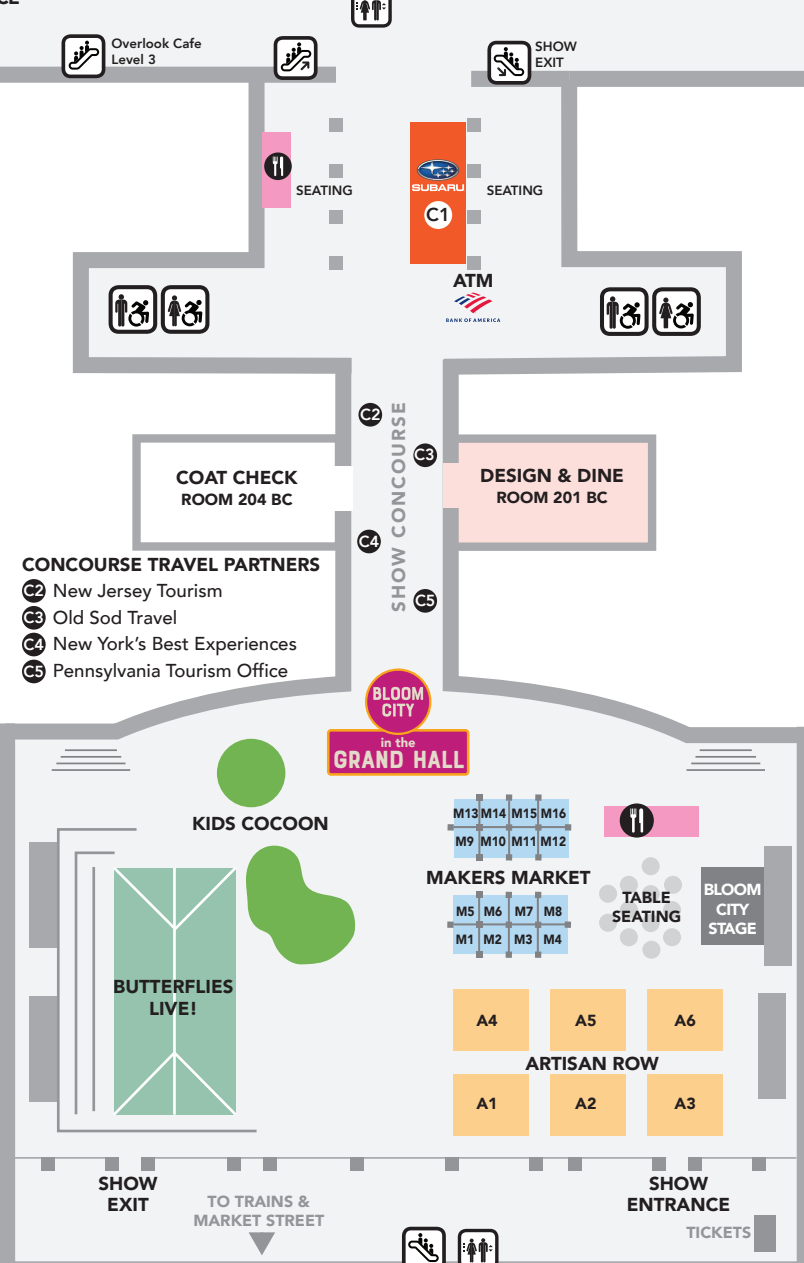 Overlook Cafe
Level 3
SHOW
EXIT
SEATING
SUBARU
C1
SEATING
ATM
BANK OF AMERICA
C2
SHOW CONCOURSE
C3
COAT CHECK
ROOM 204 BC
DESIGN & DINE
ROOM 201 BC
C4
C5
CONCOURSE TRAVEL PARTNERS
C2 New Jersey Tourism
C3 Old Sod Travel
C4 New York's Best Experiences
C5 Pennsylvania Tourism Office
BLOOM
CITY
in the
GRAND HALL
KIDS COCOON
M13 M14 M15 M16
M9 M10 M11 M12
MAKERS MARKET
M5 M6 M7 M8
M1 M2 M3 M4
TABLE
SEATING
BLOOM
CITY
STAGE
BUTTERFLIES
LIVE!
A4 A5 A6
ARTISAN ROW
A1 A2 A3
SHOW
EXIT
TO TRAINS &
MARKET STREET
SHOW
ENTRANCE
TICKETS